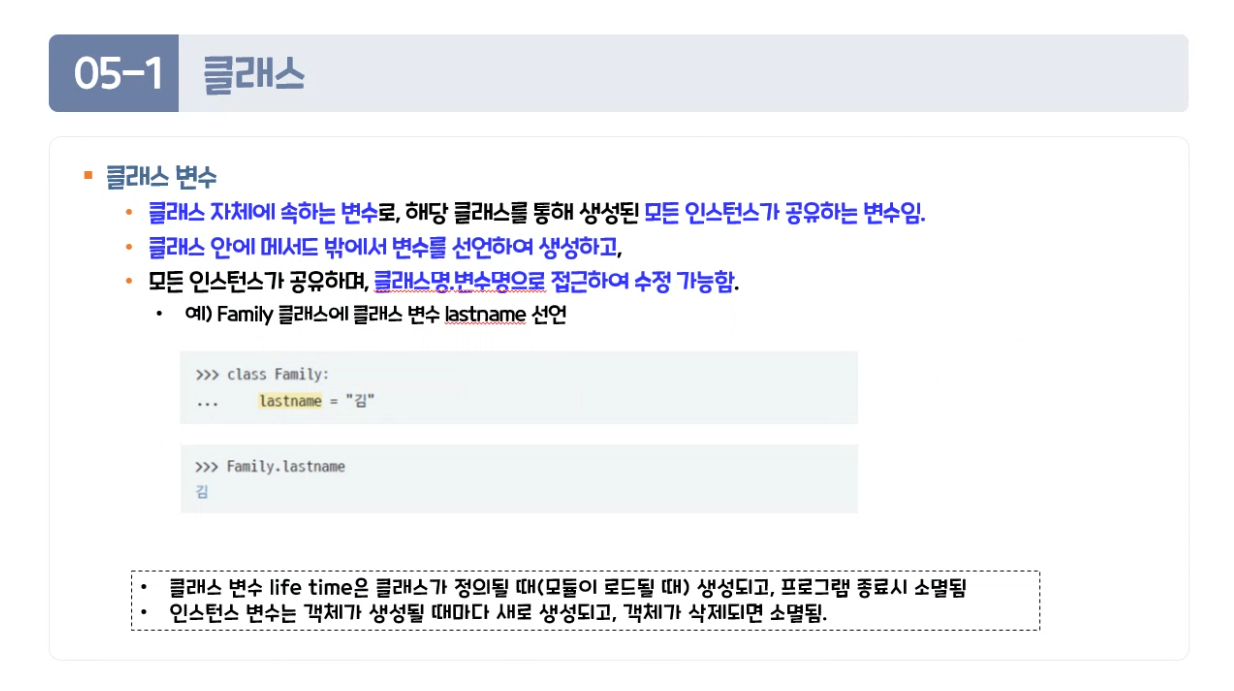 05-1 클래스
클래스 변수
클래스 자체에 속하는 변수로, 해당 클래스를 통해 생성된 모든 인스턴스가 공유하는 변수임.
클래스 안에 메서드 밖에서 변수를 선언하여 생성하고,
모든 인스턴스가 공유하며, 클래스명.변수명으로 접근하여 수정 가능함.
예) Family 클래스에 클래스 변수 lastname 선언
>>> class Family:
...     lastname = "김"
>>> Family.lastname
김
클래스 변수 life time은 클래스가 정의될 때(모듈이 로드될 때) 생성되고, 프로그램 종료시 소멸됨
인스턴스 변수는 객체가 생성될 때마다 새로 생성되고, 객체가 삭제되면 소멸됨.